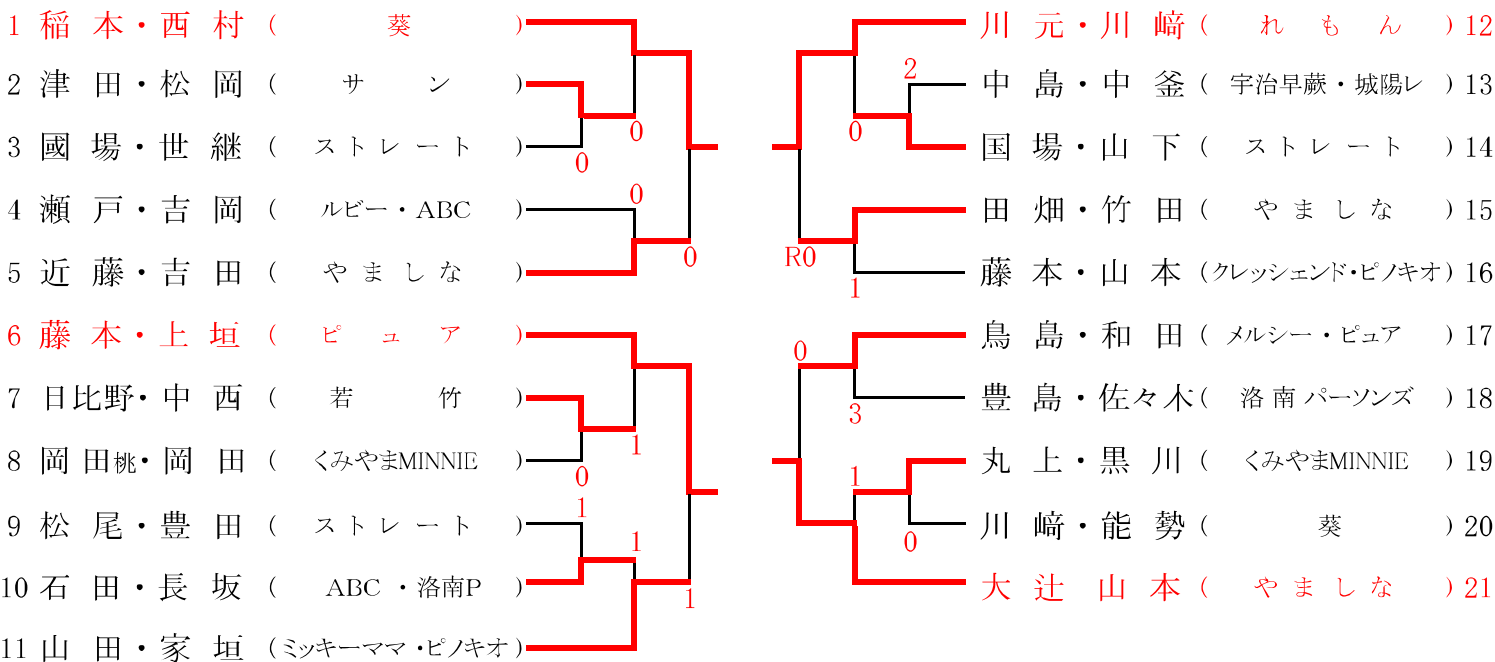 1 稲本・西村 ( 葵 )
2 津田・松岡 ( サン )
3 國場・世継 ( ストレート )
4 瀬戸・吉岡 ( ルビー・ABC )
5 近藤・吉田 ( やましな )
6 藤本・上垣 ( ピュア )
7 日比野・中西 ( 若竹 )
8 岡田桃・岡田 ( くみやまMINNIE )
9 松尾・豊田 ( ストレート )
10 石田・長坂 ( ABC ・洛南P )
11 山田・家垣 (ミッキーママ・ピノキオ)
0
0
0
0
1
0
1
1
1
川元・川﨑 ( れもん ) 12
中島・中釜 ( 宇治早蕨・城陽レ ) 13
国場・山下 ( ストレート ) 14
田畑・竹田 ( やましな ) 15
藤本・山本 (クレッシェンド・ピノキオ) 16
鳥島・和田 ( メルシー・ピュア ) 17
豊島・佐々木( 洛南パーソンズ ) 18
丸上・黒川 ( くみやまMINNIE ) 19
川﨑・能勢 ( 葵 ) 20
大辻山本 ( やましな ) 21
2
0
R0
1
0
3
1
0